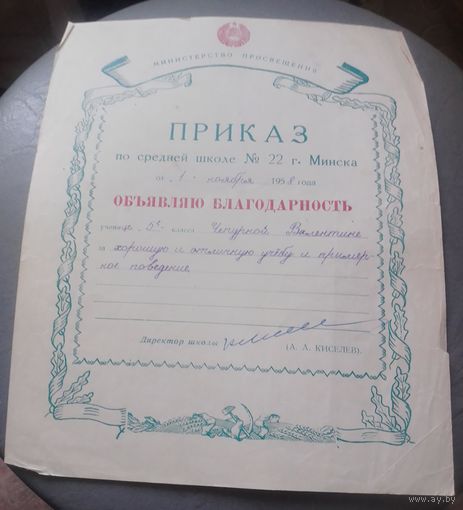 МИНИСТЕРСТВО ПРОСВЕЩЕНИЯ
ПРИКАЗ
по средней школе № 22 г. Минска
от 1 ноября 1958 года
ОБЪЯВЛЯЮ БЛАГОДАРНОСТЬ
ученице 5 класса Чепурной Валентине
за хорошую и отличную учёбу и пример-
ное поведение
Директор школы (А. А. КИСЕЛЕВ).
www.ay.by